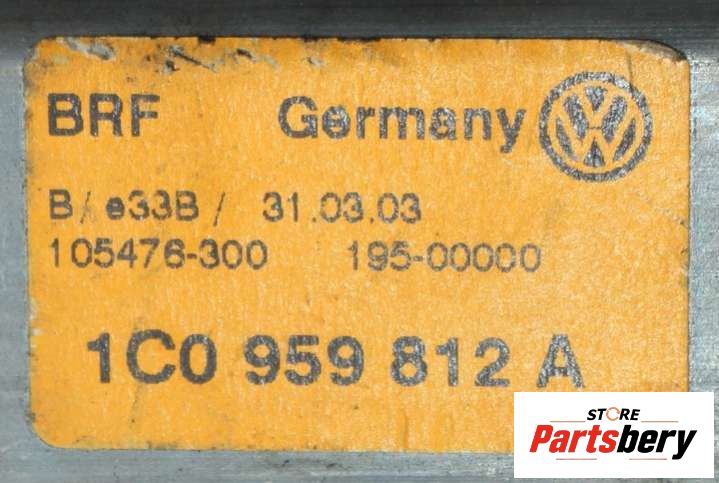 BRF Germany
B/ e33B / 31.03.03
105476-300 195-00000
1C0 959 812 A
STORE
Partsbery